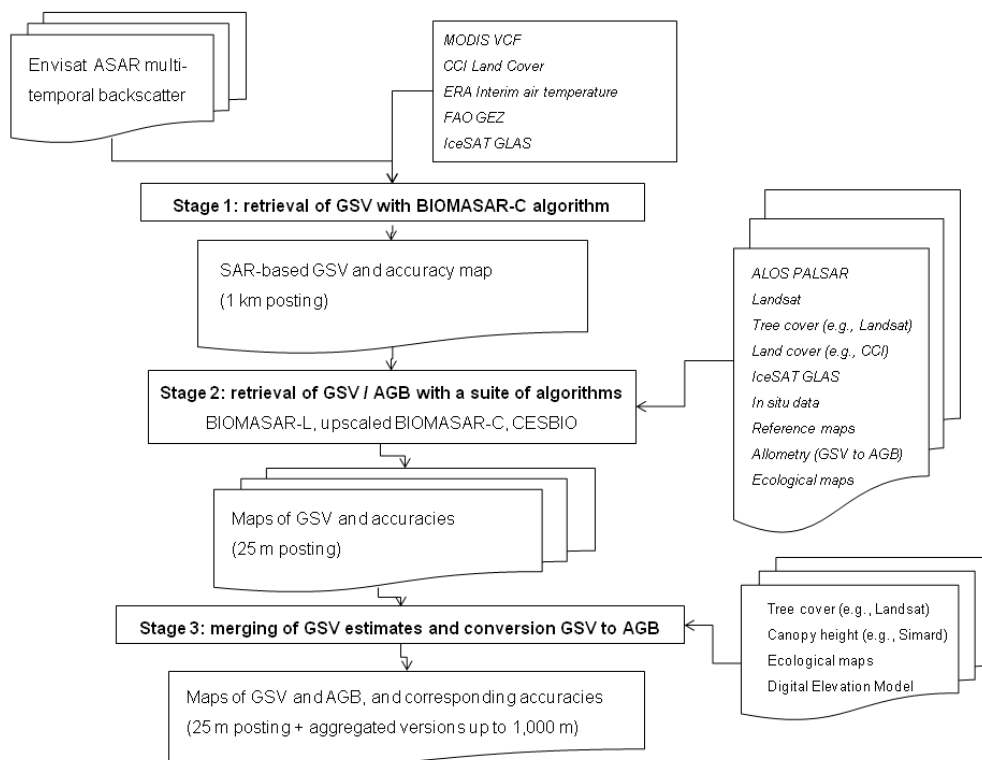 Envisat ASAR multi-
temporal backscatter
MODIS VCF
CCI Land Cover
ERA Interim air temperature
FAO GEZ
IceSAT GLAS
Stage 1: retrieval of GSV with BIOMASAR-C algorithm
SAR-based GSV and accuracy map
(1 km posting)
ALOS PALSAR
Landsat
Tree cover (e.g., Landsat)
Land cover (e.g., CCI)
IceSAT GLAS
In situ data
Reference maps
Allometry (GSV to AGB)
Ecological maps
Stage 2: retrieval of GSV / AGB with a suite of algorithms
BIOMASAR-L, upscaled BIOMASAR-C, CESBIO
Maps of GSV and accuracies
(25 m posting)
Tree cover (e.g., Landsat)
Canopy height (e.g., Simard)
Ecological maps
Digital Elevation Model
Stage 3: merging of GSV estimates and conversion GSV to AGB
Maps of GSV and AGB, and corresponding accuracies
(25 m posting + aggregated versions up to 1,000 m)